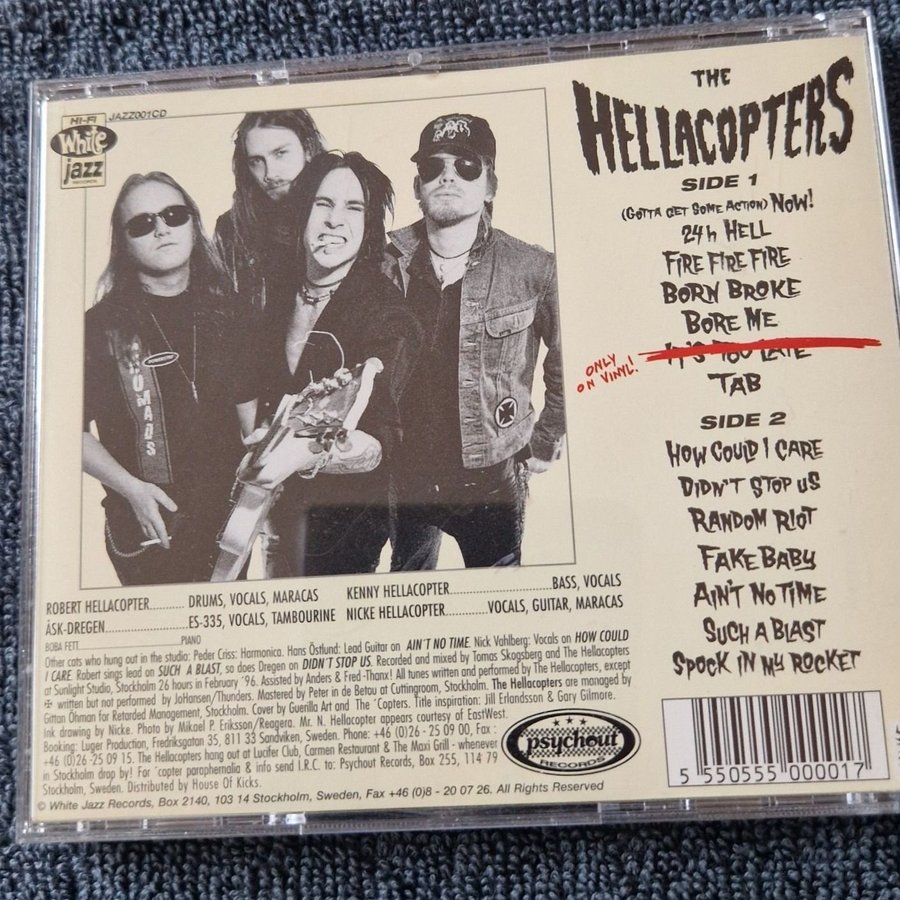 HI-FI
White
jazz
RECORDS
JAZZ001CD
THE
HELLACOPTERS
SIDE 1
(GOTTA GET SOME ACTION) NOW!
24h HELL
FIRE FIRE FIRE
BORN BROKE
BORE ME
IT'S TOO LATE
ONLY
ON VINYL!
TAB
SIDE 2
HOW COULD I CARE
DIDN'T STOP US
RANDOM RIOT
FAKE BABY
AIN'T NO TIME
SUCH A BLAST
SPOCK IN MY ROCKET
NOMADS
ROBERT HELLACOPTER........... DRUMS, VOCALS, MARACAS
KENNY HELLACOPTER..............................BASS, VOCALS
ÁSK-DREGEN..........................ES-335, VOCALS, TAMBOURINE
NICKE HELLACOPTER............VOCALS, GUITAR, MARACAS
BOBA FETT...................................PIANO
Other cats who hung out in the studio: Peder Criss: Harmonica. Hans Östlund: Lead Guitar on AIN'T NO TIME. Nick Vahlberg: Vocals on HOW COULD
I CARE. Robert sings lead on SUCH A BLAST, so does Dregen on DIDN'T STOP US. Recorded and mixed by Tomas Skogsberg and The Hellacopters
at Sunlight Studio, Stockholm 26 hours in February '96. Assisted by Anders & Fred -Thanx! All tunes written and performed by The Hellacopters, except
✠ written but not performed by JoHansen/Thunders. Mastered by Peter in de Betou at Cuttingroom, Stockholm. The Hellacopters are managed by
Gittan Öhman for Retarded Management, Stockholm. Cover by Guerilla Art and The ´Copters. Title inspiration: Jill Erlandsson & Gary Gilmore.
Ink drawing by Nicke. Photo by Mikael P. Eriksson/Reagera. Mr. N. Hellacopter appears courtesy of EastWest.
Booking: Luger Production, Fredriksgatan 35, 811 33 Sandviken, Sweden. Phone: +46 (0)26 - 25 09 00, Fax :
+46 (0)26 -25 09 15. The Hellacopters hang out at Lucifer Club, Carmen Restaurant & The Maxi Grill - whenever
in Stockholm drop by! For ´copter paraphernalia & info send I.R.C. to: Psychout Records, Box 255, 114 79
Stockholm, Sweden. Distributed by House Of Kicks.
© White Jazz Records, Box 2140, 103 14 Stockholm, Sweden, Fax +46 (0)8 - 20 07 26. All Rights Reserved
psychout
RECORDS
5 550555 000017